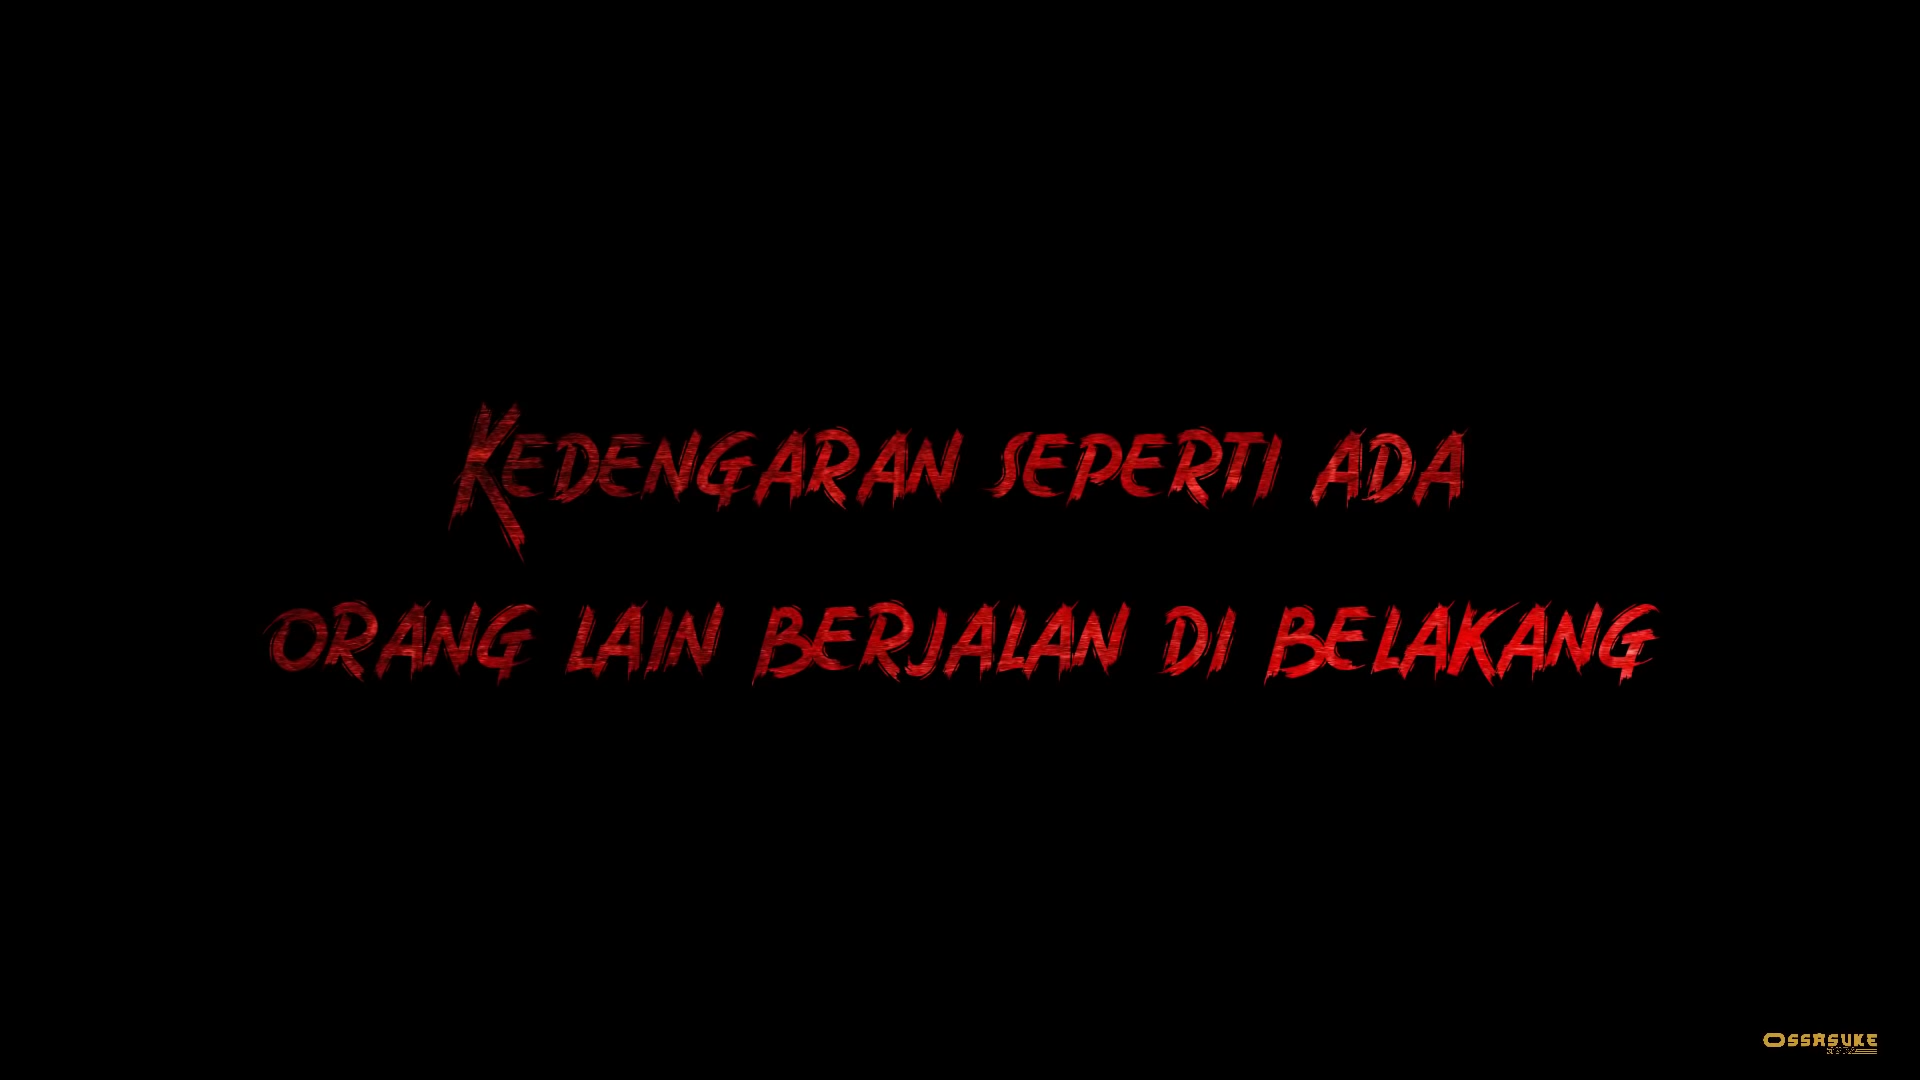 Kedengaran seperti ada
orang lain berjalan di belakang
Ossasuke